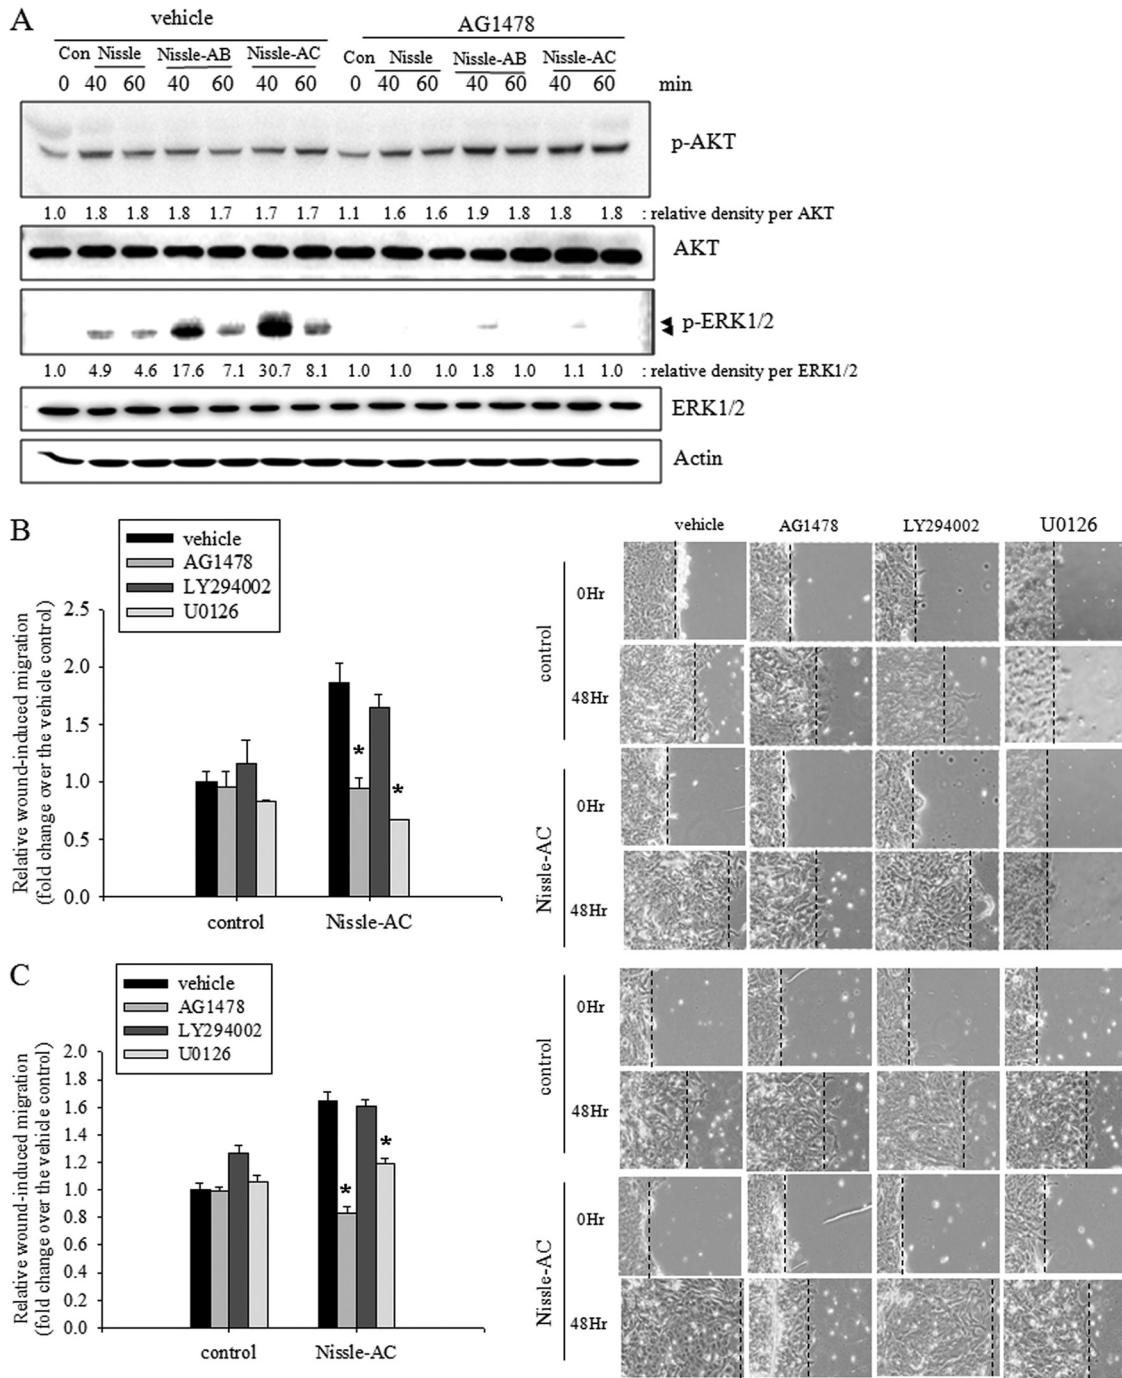 A
vehicle
AG1478
Con Nissle Nissle-AB Nissle-AC Con Nissle Nissle-AB Nissle-AC
0 40 60 40 60 40 60 0 40 60 40 60 40 60 min
p-AKT
1.0 1.8 1.8 1.8 1.7 1.7 1.7 1.1 1.6 1.6 1.9 1.8 1.8 1.8 : relative density per AKT
AKT
p-ERK1/2
1.0 4.9 4.6 17.6 7.1 30.7 8.1 1.0 1.0 1.0 1.8 1.0 1.1 1.0 : relative density per ERK1/2
ERK1/2
Actin
B
vehicle
AG1478
LY294002
U0126
Relative wound-induced migration
(fold change over the vehicle control)
2.5
2.0
1.5
1.0
0.5
0.0
*
*
control Nissle-AC
vehicle AG1478 LY294002 U0126
control
0Hr
48Hr
Nissle-AC
0Hr
48Hr
C
vehicle
AG1478
LY294002
U0126
Relative wound-induced migration
(fold change over the vehicle control)
2.0
1.8
1.6
1.4
1.2
1.0
0.8
0.6
0.4
0.2
0.0
*
*
control Nissle-AC
control
0Hr
48Hr
Nissle-AC
0Hr
48Hr